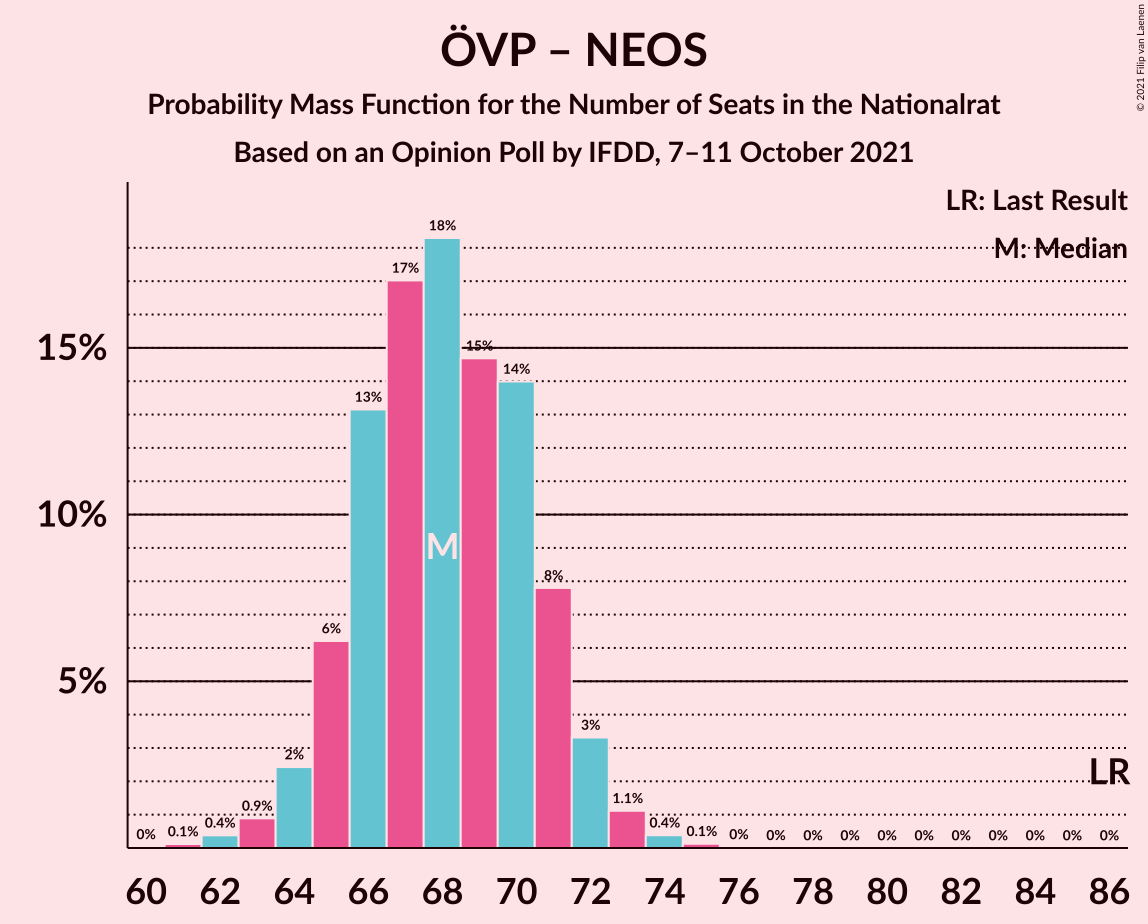 ÖVP – NEOS
Probability Mass Function for the Number of Seats in the Nationalrat
Based on an Opinion Poll by IFDD, 7–11 October 2021
© 2021 Filip van Laenen
LR: Last Result
M: Median
15%
10%
5%
0% 0.1% 0.4% 0.9% 2% 6% 13% 17% 18% 15% 14% 8% 3% 1.1% 0.4% 0.1% 0% 0% 0% 0% 0% 0% 0% 0% 0% 0% 0%
M
LR
60 62 64 66 68 70 72 74 76 78 80 82 84 86